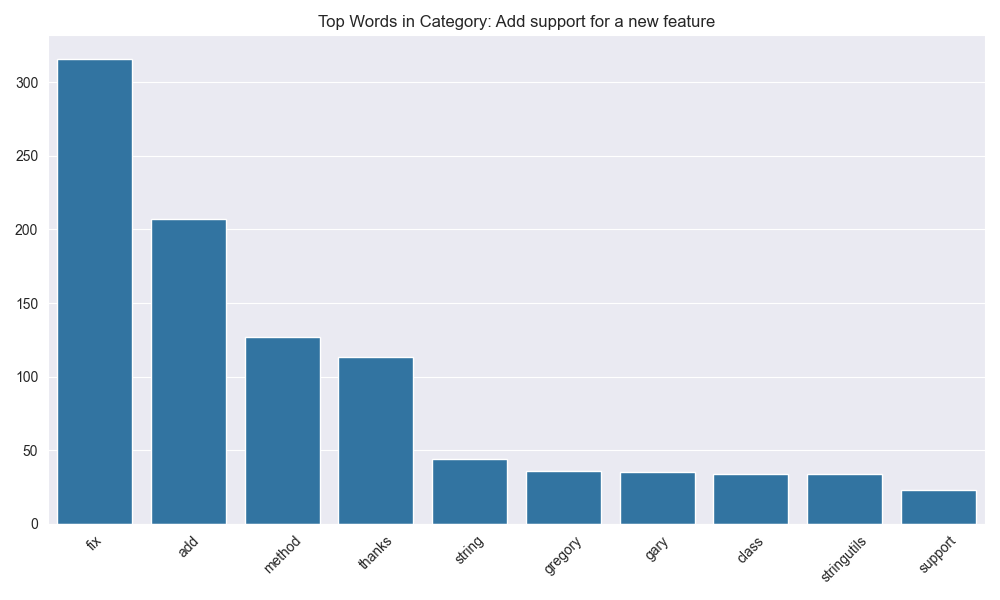 Top Words in Category: Add support for a new feature
300
250
200
150
100
50
0
fix
add
method
thanks
string
gregory
gary
class
stringutils
support